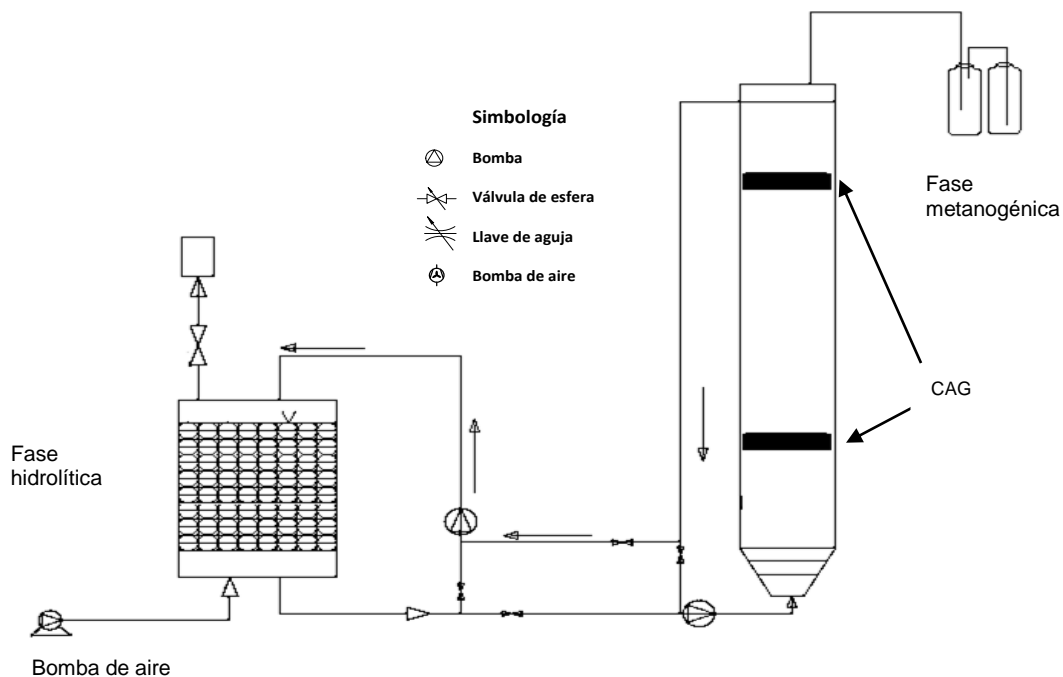 Simbología
Bomba
Válvula de esfera
Llave de aguja
Bomba de aire
Fase
metanogénica
CAG
Fase
hidrolítica
Bomba de aire